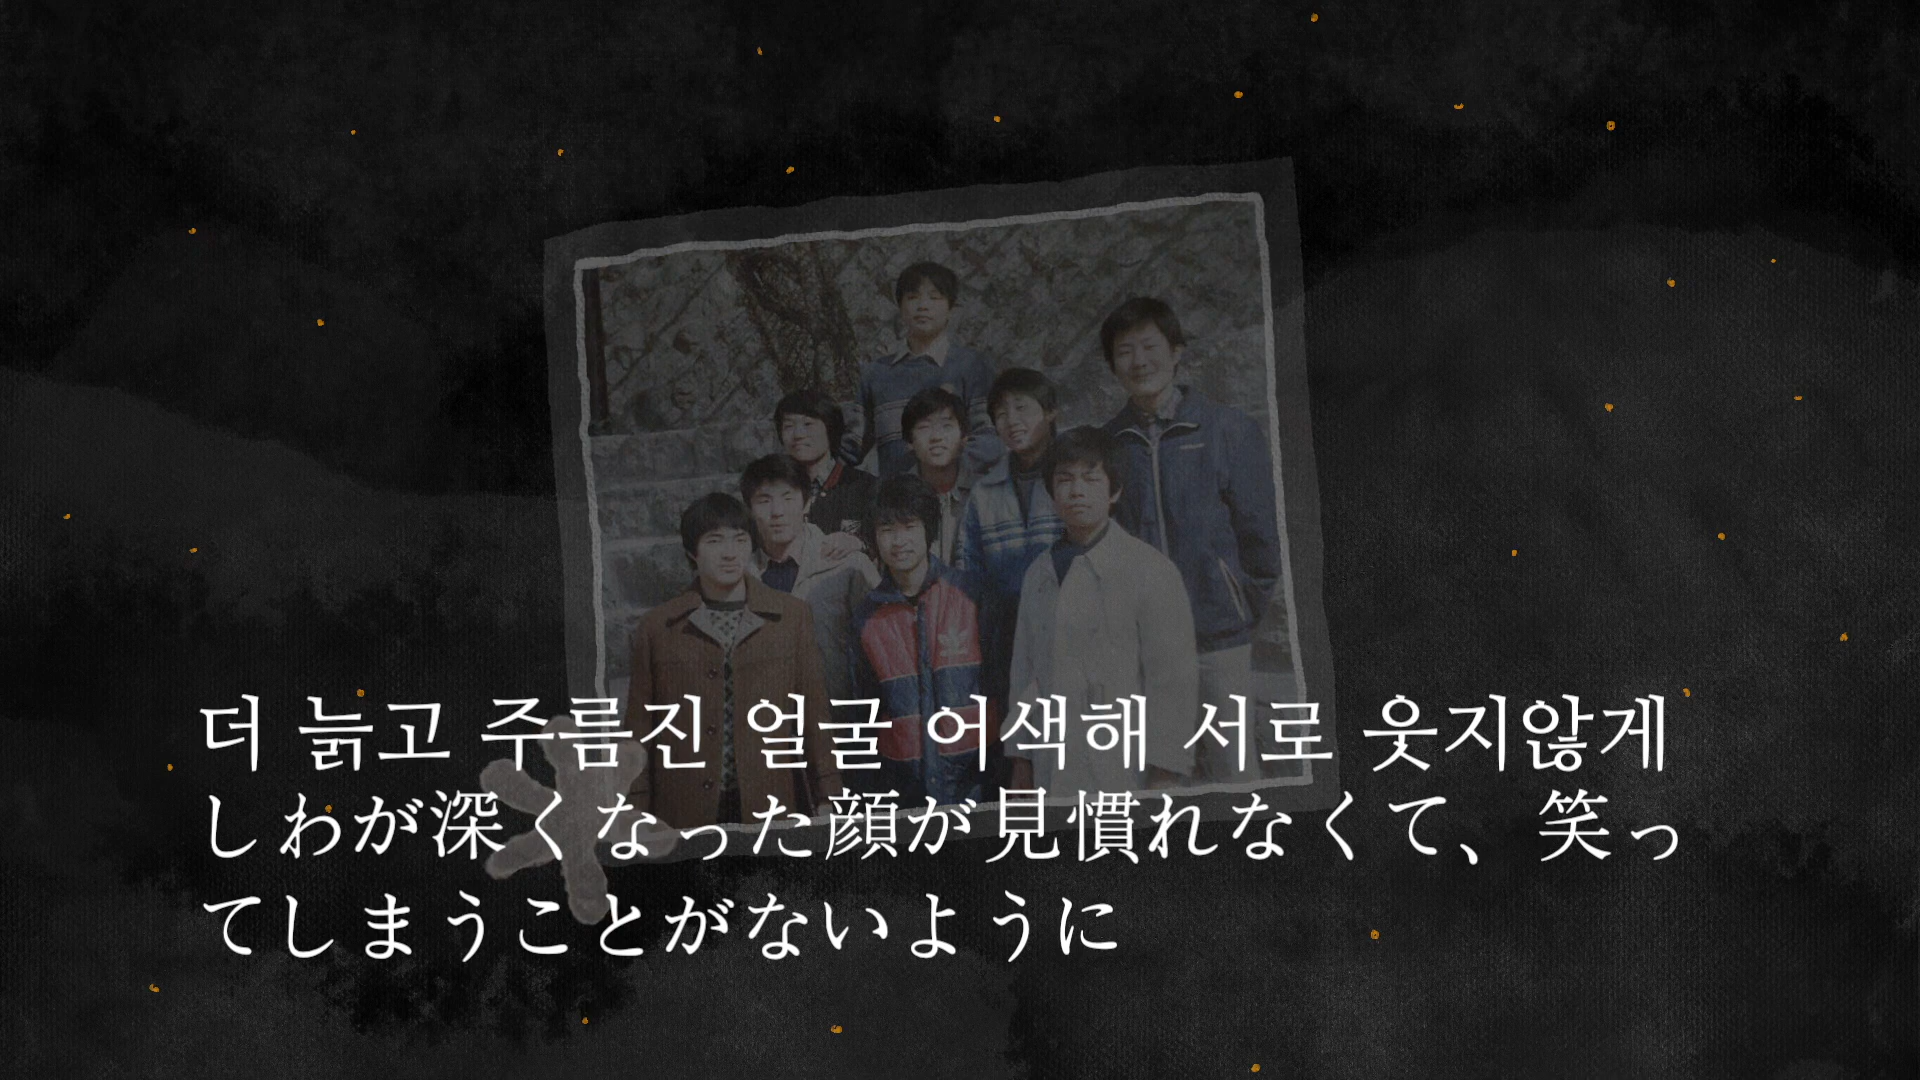 더 늙고 주름진 얼굴 어색해 서로 웃지않게
しわが深くなった顔が見慣れなくて、笑っ
てしまうことがないように